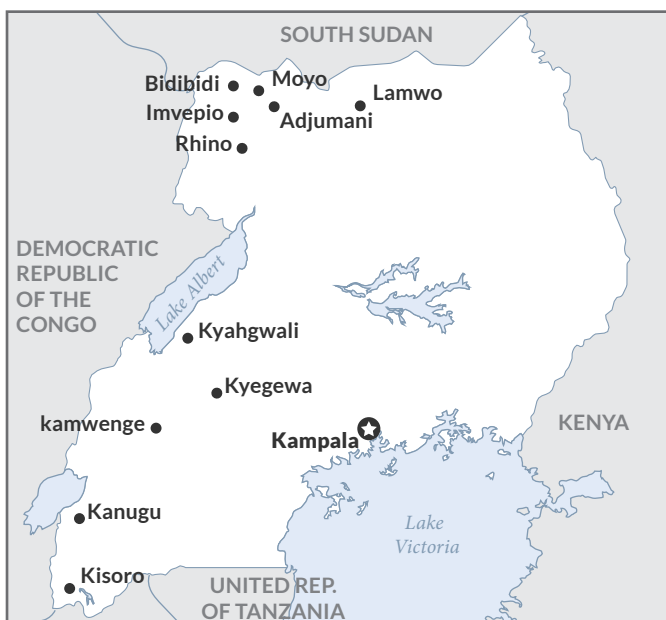 SOUTH SUDAN
Bidibidi
Moyo
Imvepio
Adjumani
Lamwo
Rhino
DEMOCRATIC
REPUBLIC
OF THE
CONGO
Lake Albert
Kyahgwali
Kyegewa
kamwenge
Kampala
KENYA
Kanugu
Lake
Victoria
Kisoro
UNITED REP.
OF TANZANIA